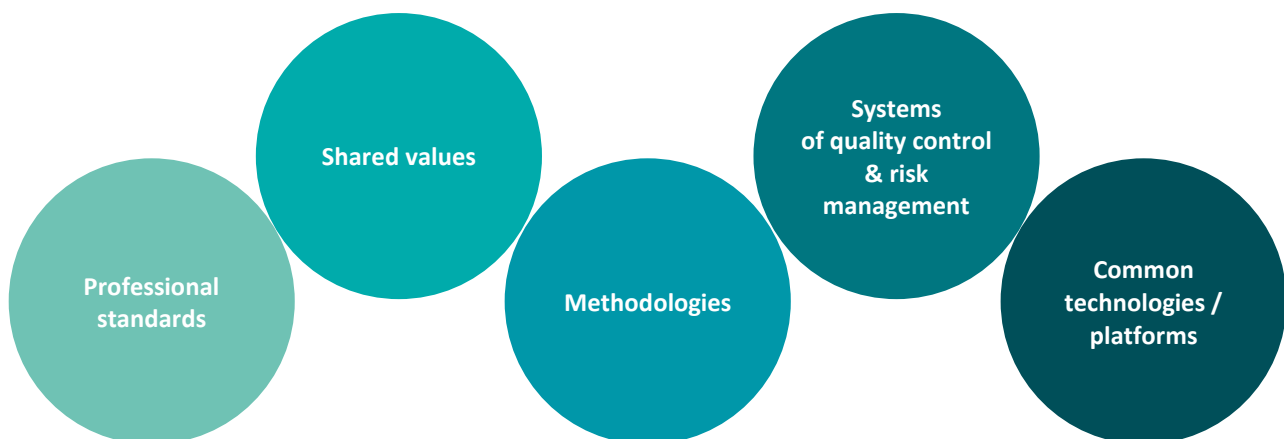 Professional
standards
Shared values
Methodologies
Systems
of quality control
& risk
management
Common
technologies /
platforms